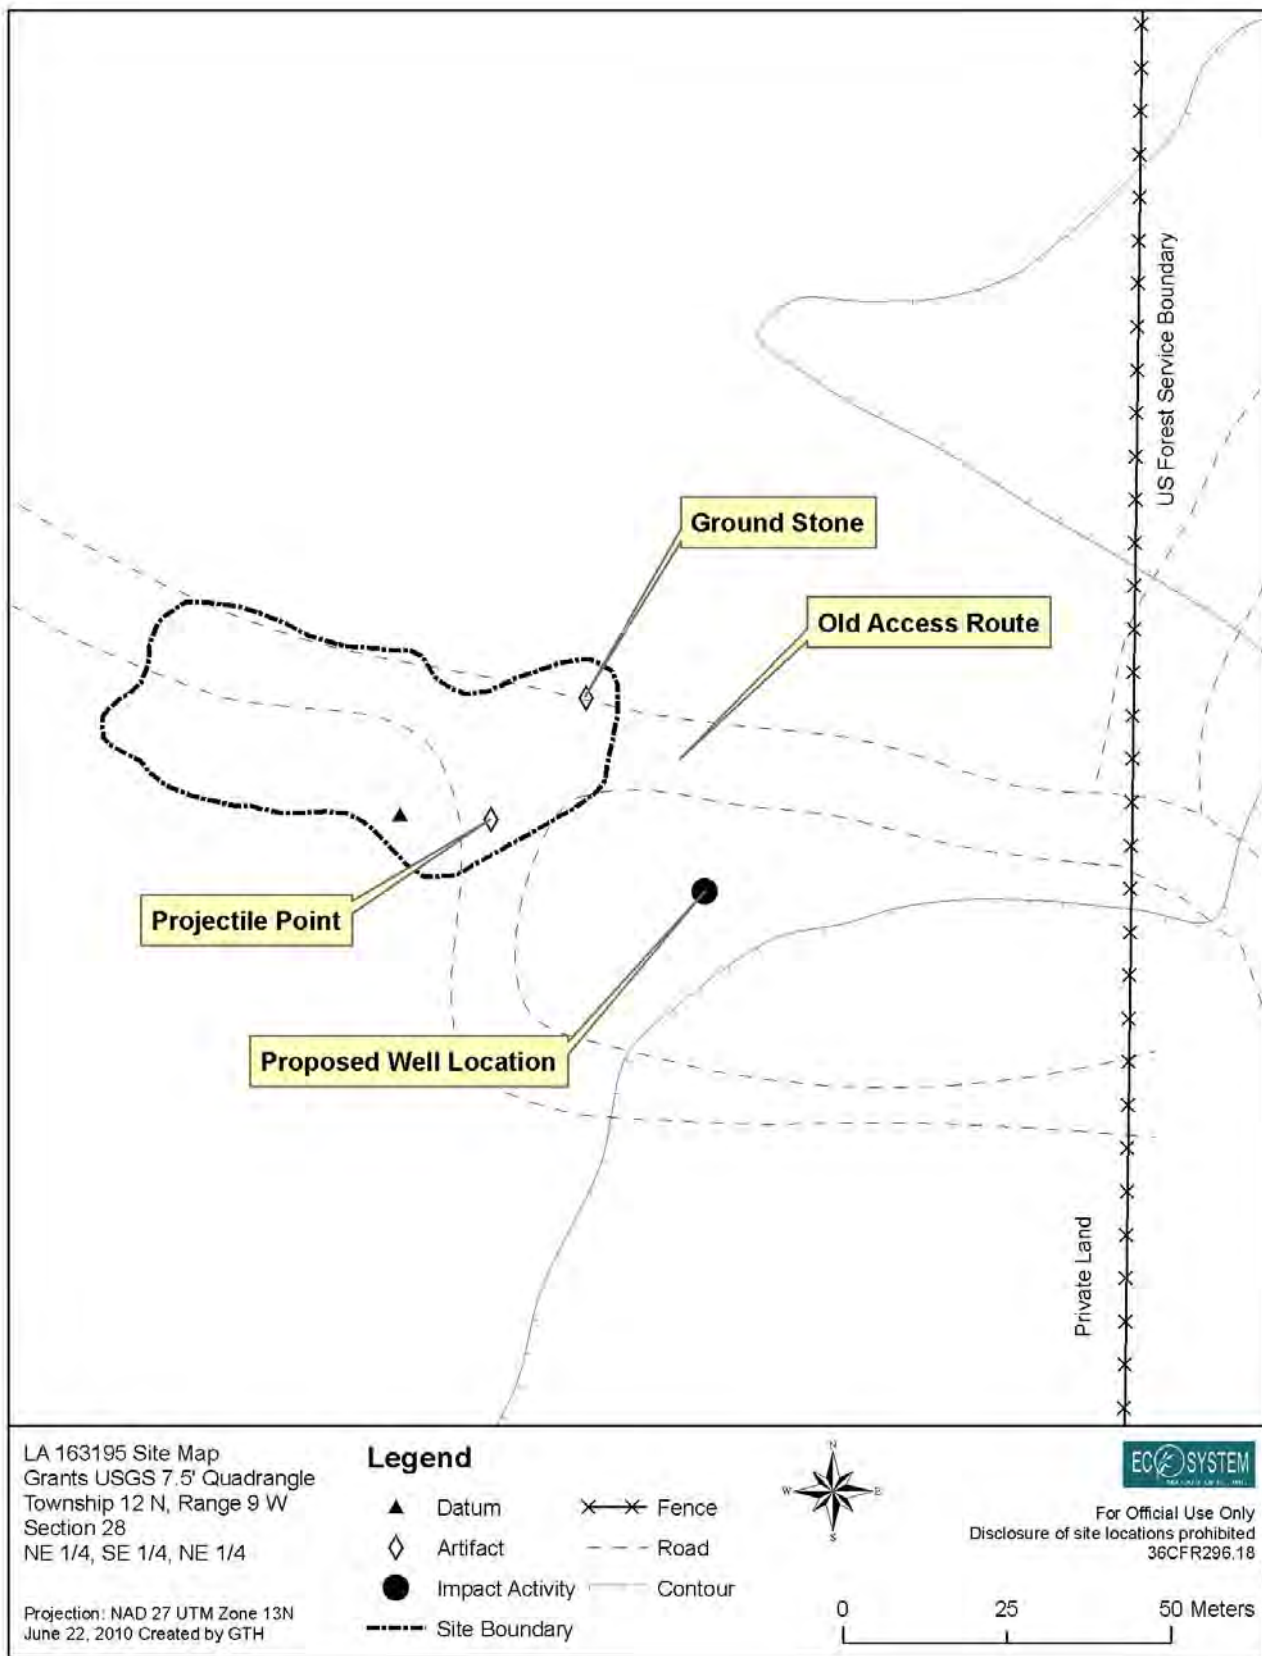 US Forest Service Boundary
Ground Stone
Old Access Route
Projectile Point
Proposed Well Location
Private Land
LA 163195 Site Map
Grants USGS 7.5' Quadrangle
Township 12 N, Range 9 W
Section 28
NE 1/4, SE 1/4, NE 1/4
Projection: NAD 27 UTM Zone 13N
June 22, 2010 Created by GTH
Legend
Datum
Artifact
Impact Activity
Site Boundary
Fence
Road
Contour
N
W
E
S
ECOSYSTEM
For Official Use Only
Disclosure of site locations prohibited
36CFR296.18
0 25 50 Meters